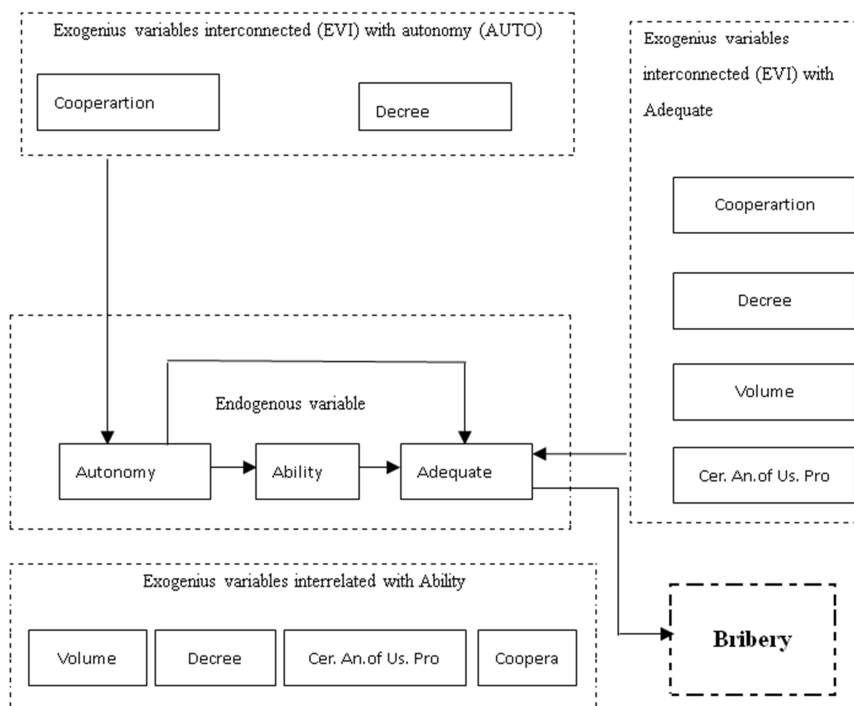 Exogenius variables interconnected (EVI) with autonomy (AUTO)
Cooperartion
Decree
Exogenius variables
interconnected (EVI) with
Adequate
Cooperartion
Decree
Volume
Cer. An.of Us. Pro
Endogenous variable
Autonomy
Ability
Adequate
Exogenius variables interrelated with Ability
Volume
Decree
Cer. An.of Us. Pro
Coopera
Bribery